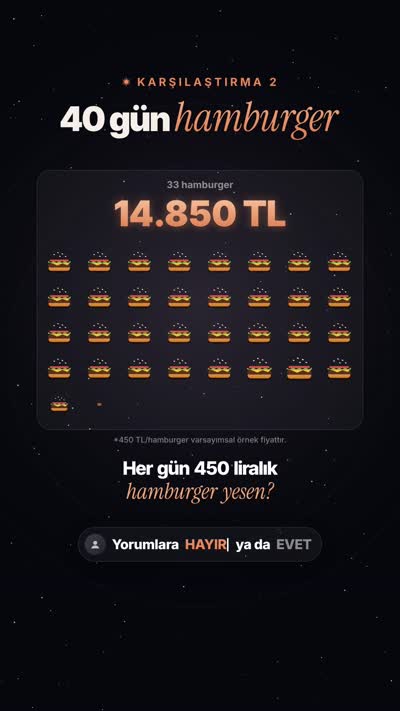 KARŞILAŞTIRMA 2
40 gün hamburger
33 hamburger
14.850 TL
*450 TL/hamburger varsayımsal örnek fiyattır.
Her gün 450 liralık
hamburger yesen?
Yorumlara HAYIR ya da EVET